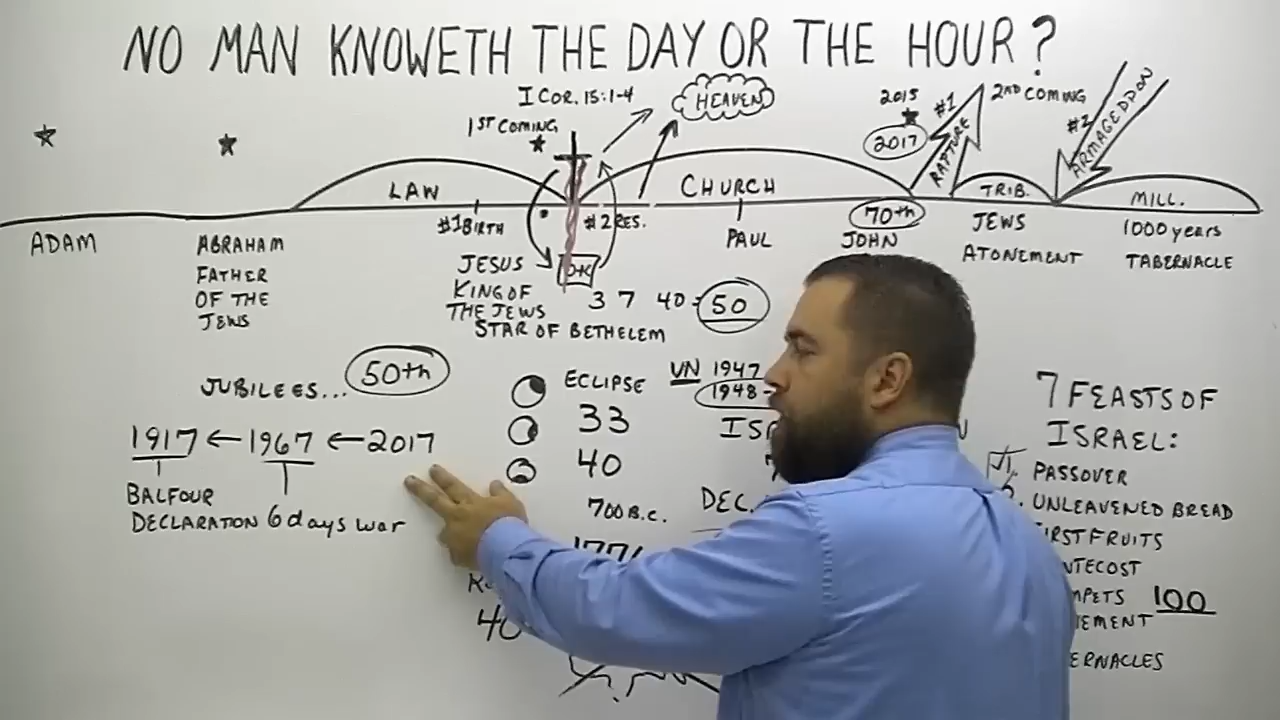 NO MAN KNOWETH THE DAY OR THE HOUR?
I COR. 15:1-4
HEAVEN
1ST COMING
2015
2017
#1
RAPTURE
2ND COMING
#2
ARMAGEDDON
LAW
CHURCH
TRIB.
MILL.
ADAM
ABRAHAM
FATHER
OF THE
JEWS
#1 BIRTH
#2 RES.
PAUL
70th
JOHN
JEWS
ATONEMENT
1000 years
TABERNACLE
JESUS
KING OF
THE JEWS
STAR OF BETHELEM
3 7 40 50
JUBILEES... 50th
1917 ← 1967 ← 2017
BALFOUR
DECLARATION 6 days war
ECLIPSE
33
40
700 B.C.
UN 1947
1948
DEC.
40
7 FEASTS OF
ISRAEL:
PASSOVER
UNLEAVENED BREAD
100